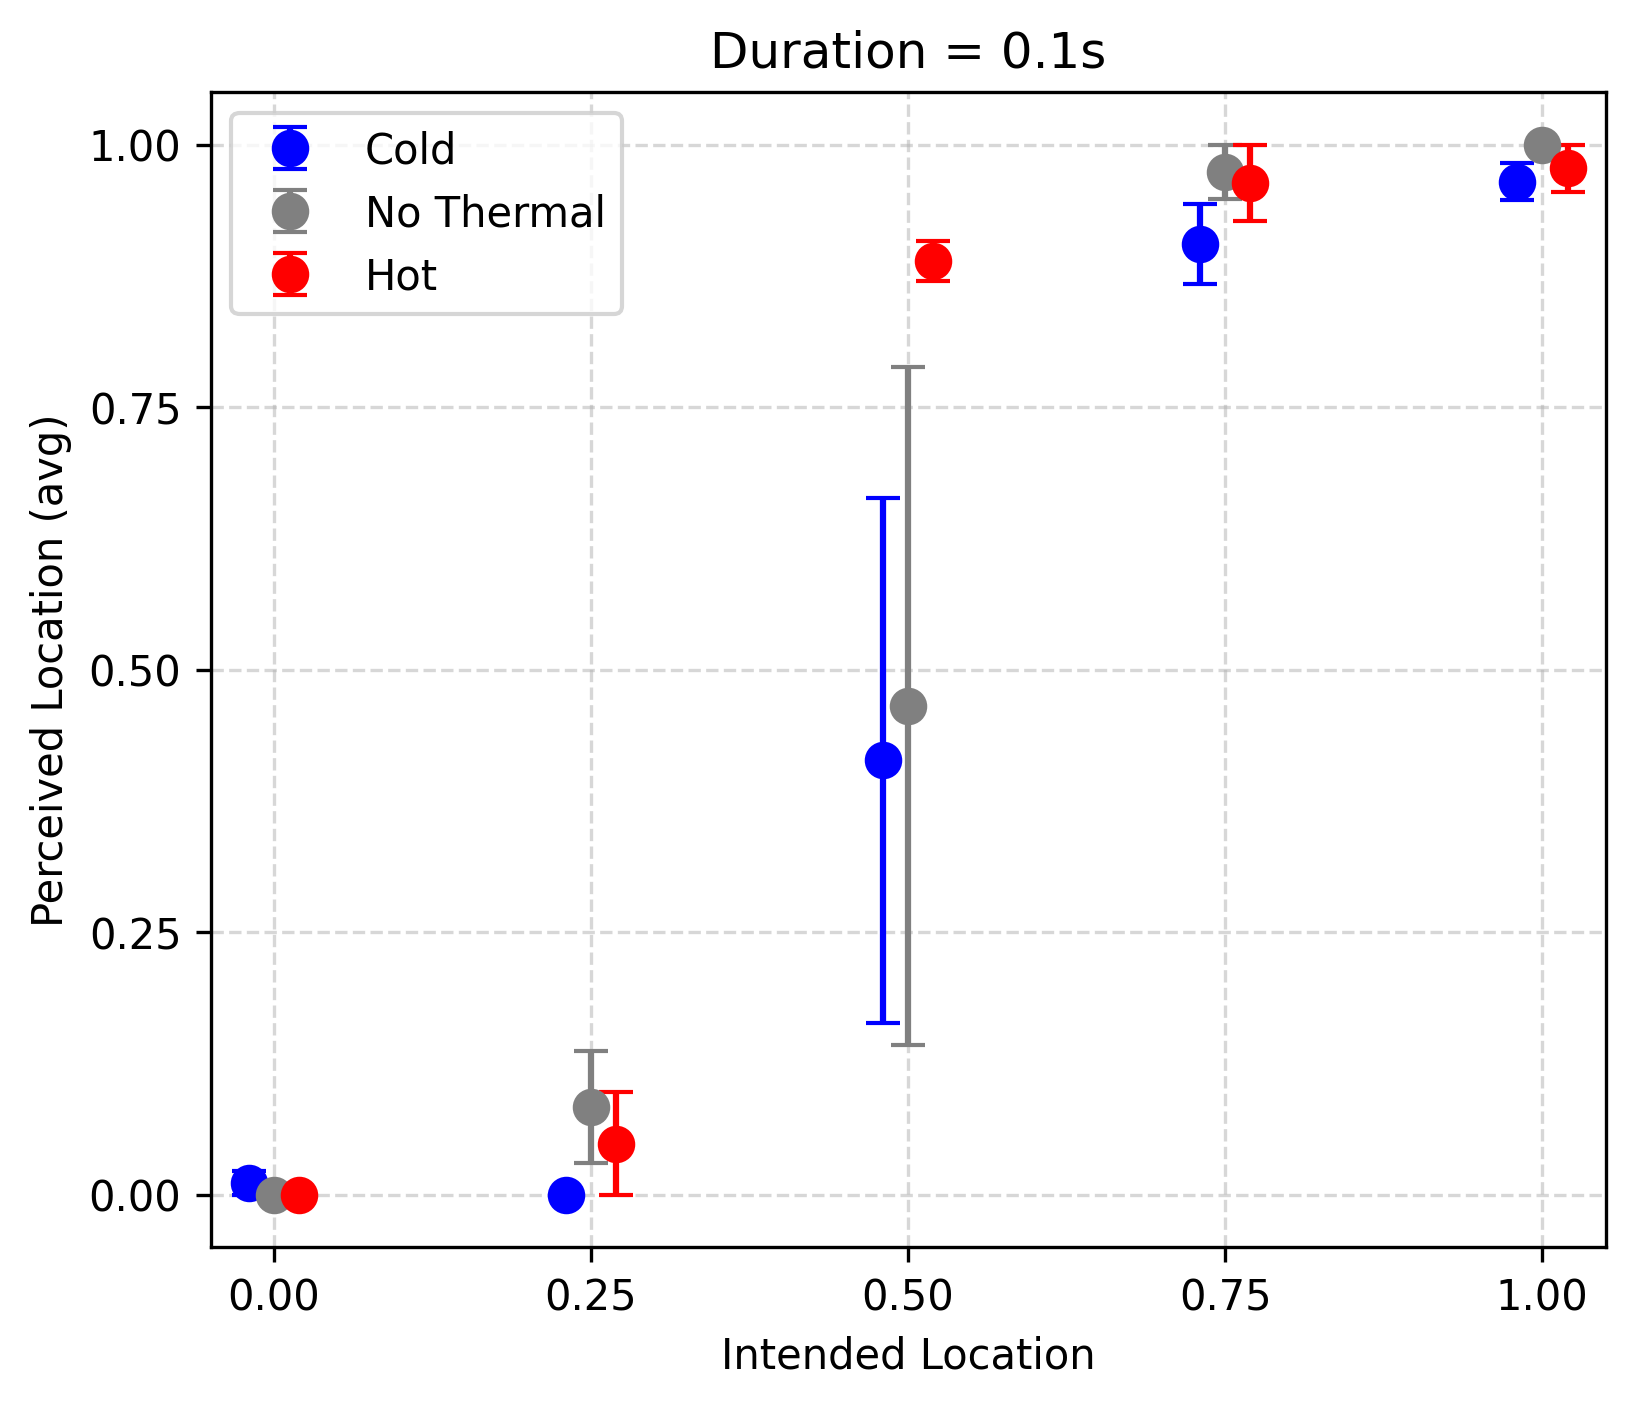 Duration = 0.1s
Cold
No Thermal
Hot
1.00
0.75
0.50
0.25
0.00
Perceived Location (avg)
0.00 0.25 0.50 0.75 1.00
Intended Location